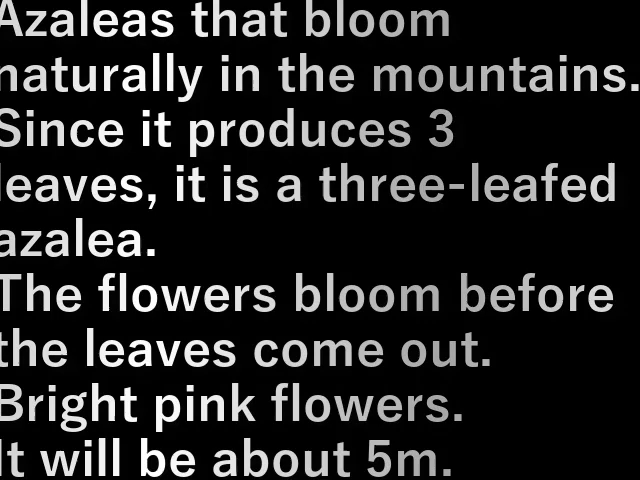 Azaleas that bloom
naturally in the mountains.
Since it produces 3
leaves, it is a three-leafed
azalea.
The flowers bloom before
the leaves come out.
Bright pink flowers.
It will be about 5m.